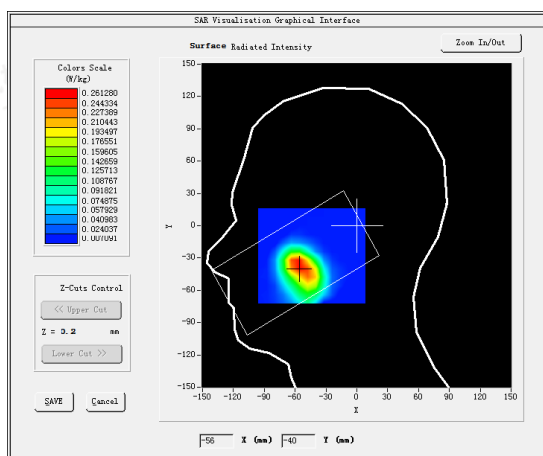 SAR Visualisation Graphical Interface
Surface Radiated Intensity
Zoom In/Out
Colors Scale
(W/kg)
0.261280
0.244334
0.227389
0.210443
0.193497
0.176551
0.159605
0.142659
0.125713
0.108767
0.091821
0.074875
0.057929
0.040983
0.024037
0.007091
Z-Cuts Control
<< Upper Cut
Z = 0.2 mm
Lower Cut >>
SAVE
Cancel
150
120
90
60
30
0
-30
-60
-90
-120
-150
Y
-150 -120 -90 -60 -30 0 30 60 90 120 150
X
-56 X (mm) -40 Y (mm)